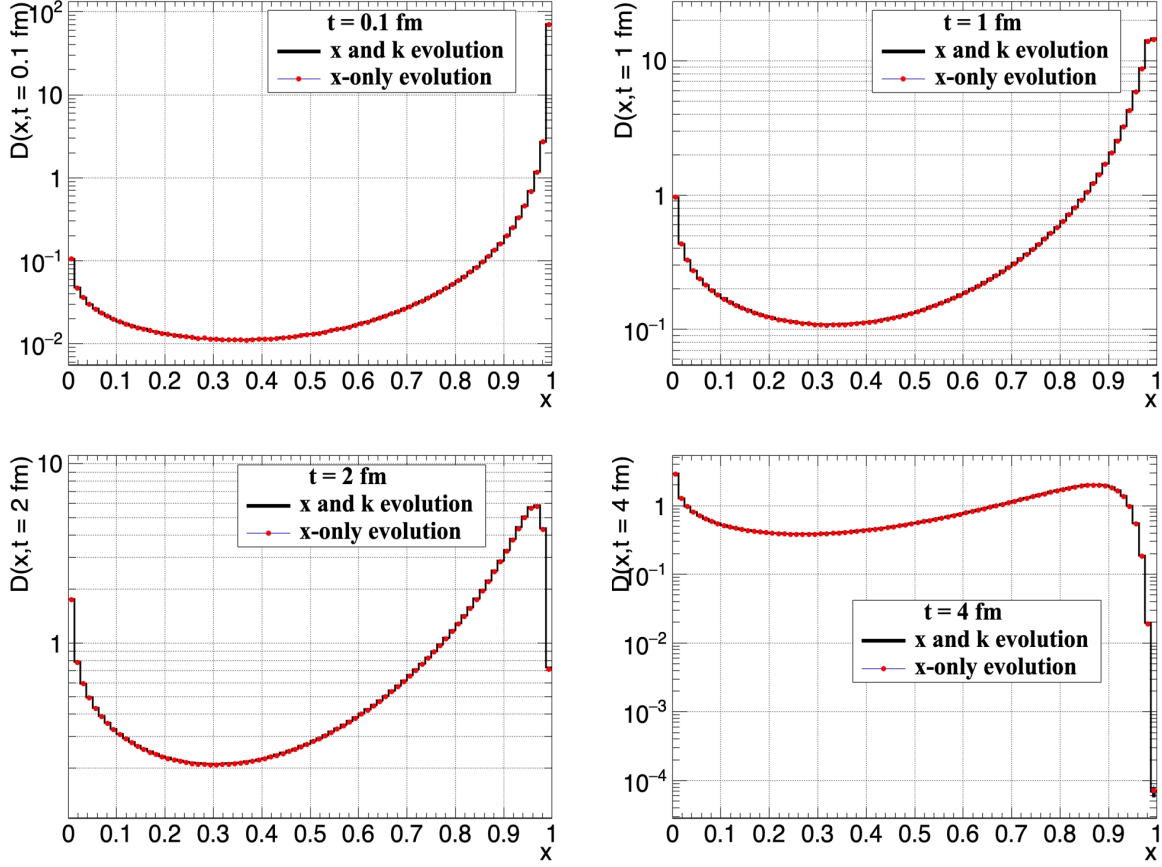 D(x,t = 0.1 fm)
t = 0.1 fm
x and k evolution
x-only evolution
10²
10
1
10⁻¹
10⁻²
0 0.1 0.2 0.3 0.4 0.5 0.6 0.7 0.8 0.9 1
x
D(x,t = 1 fm)
t = 1 fm
x and k evolution
x-only evolution
10
1
10⁻¹
0 0.1 0.2 0.3 0.4 0.5 0.6 0.7 0.8 0.9 1
x
D(x,t = 2 fm)
t = 2 fm
x and k evolution
x-only evolution
10
1
0 0.1 0.2 0.3 0.4 0.5 0.6 0.7 0.8 0.9 1
x
D(x,t = 4 fm)
t = 4 fm
x and k evolution
x-only evolution
1
10⁻¹
10⁻²
10⁻³
10⁻⁴
0 0.1 0.2 0.3 0.4 0.5 0.6 0.7 0.8 0.9 1
x